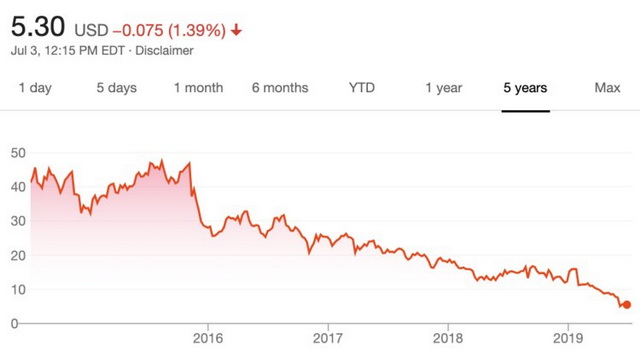 5.30 USD −0.075 (1.39%)
Jul 3, 12:15 PM EDT · Disclaimer
1 day 5 days 1 month 6 months YTD 1 year 5 years Max
50
40
30
20
10
0
2016 2017 2018 2019